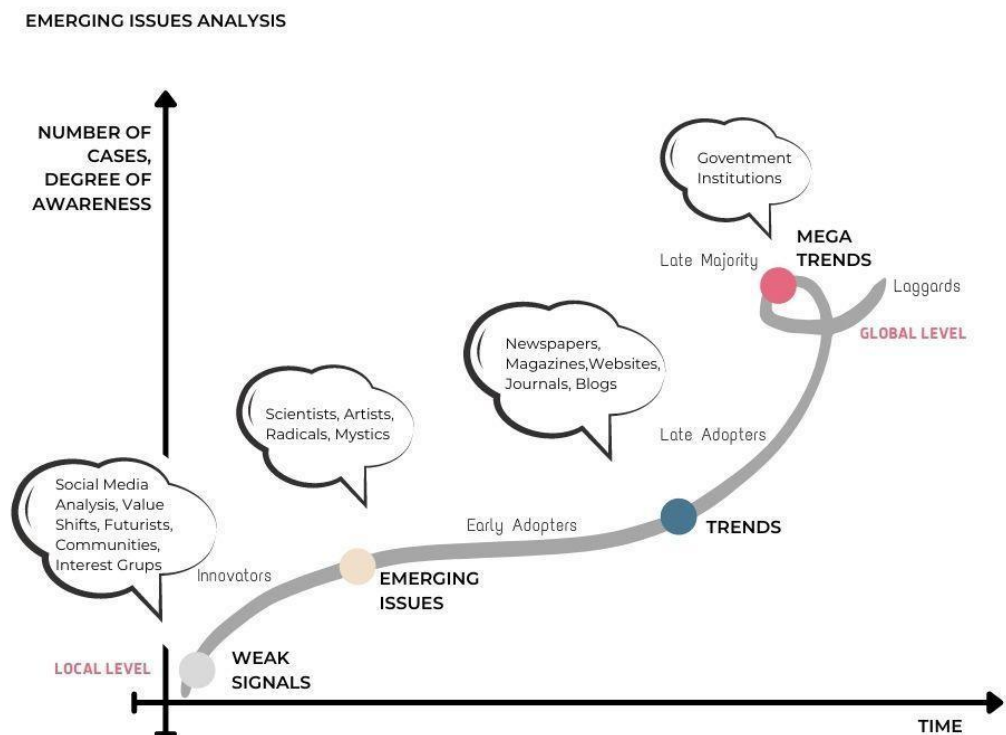 EMERGING ISSUES ANALYSIS
NUMBER OF
CASES,
DEGREE OF
AWARENESS
Goventment
Institutions
MEGA
TRENDS
Late Majority
Laggards
GLOBAL LEVEL
Newspapers,
Magazines,Websites,
Journals, Blogs
Scientists, Artists,
Radicals, Mystics
Late Adopters
Social Media
Analysis, Value
Shifts, Futurists,
Communities,
Interest Grups
Early Adopters
TRENDS
Innovators
EMERGING
ISSUES
WEAK
SIGNALS
LOCAL LEVEL
TIME